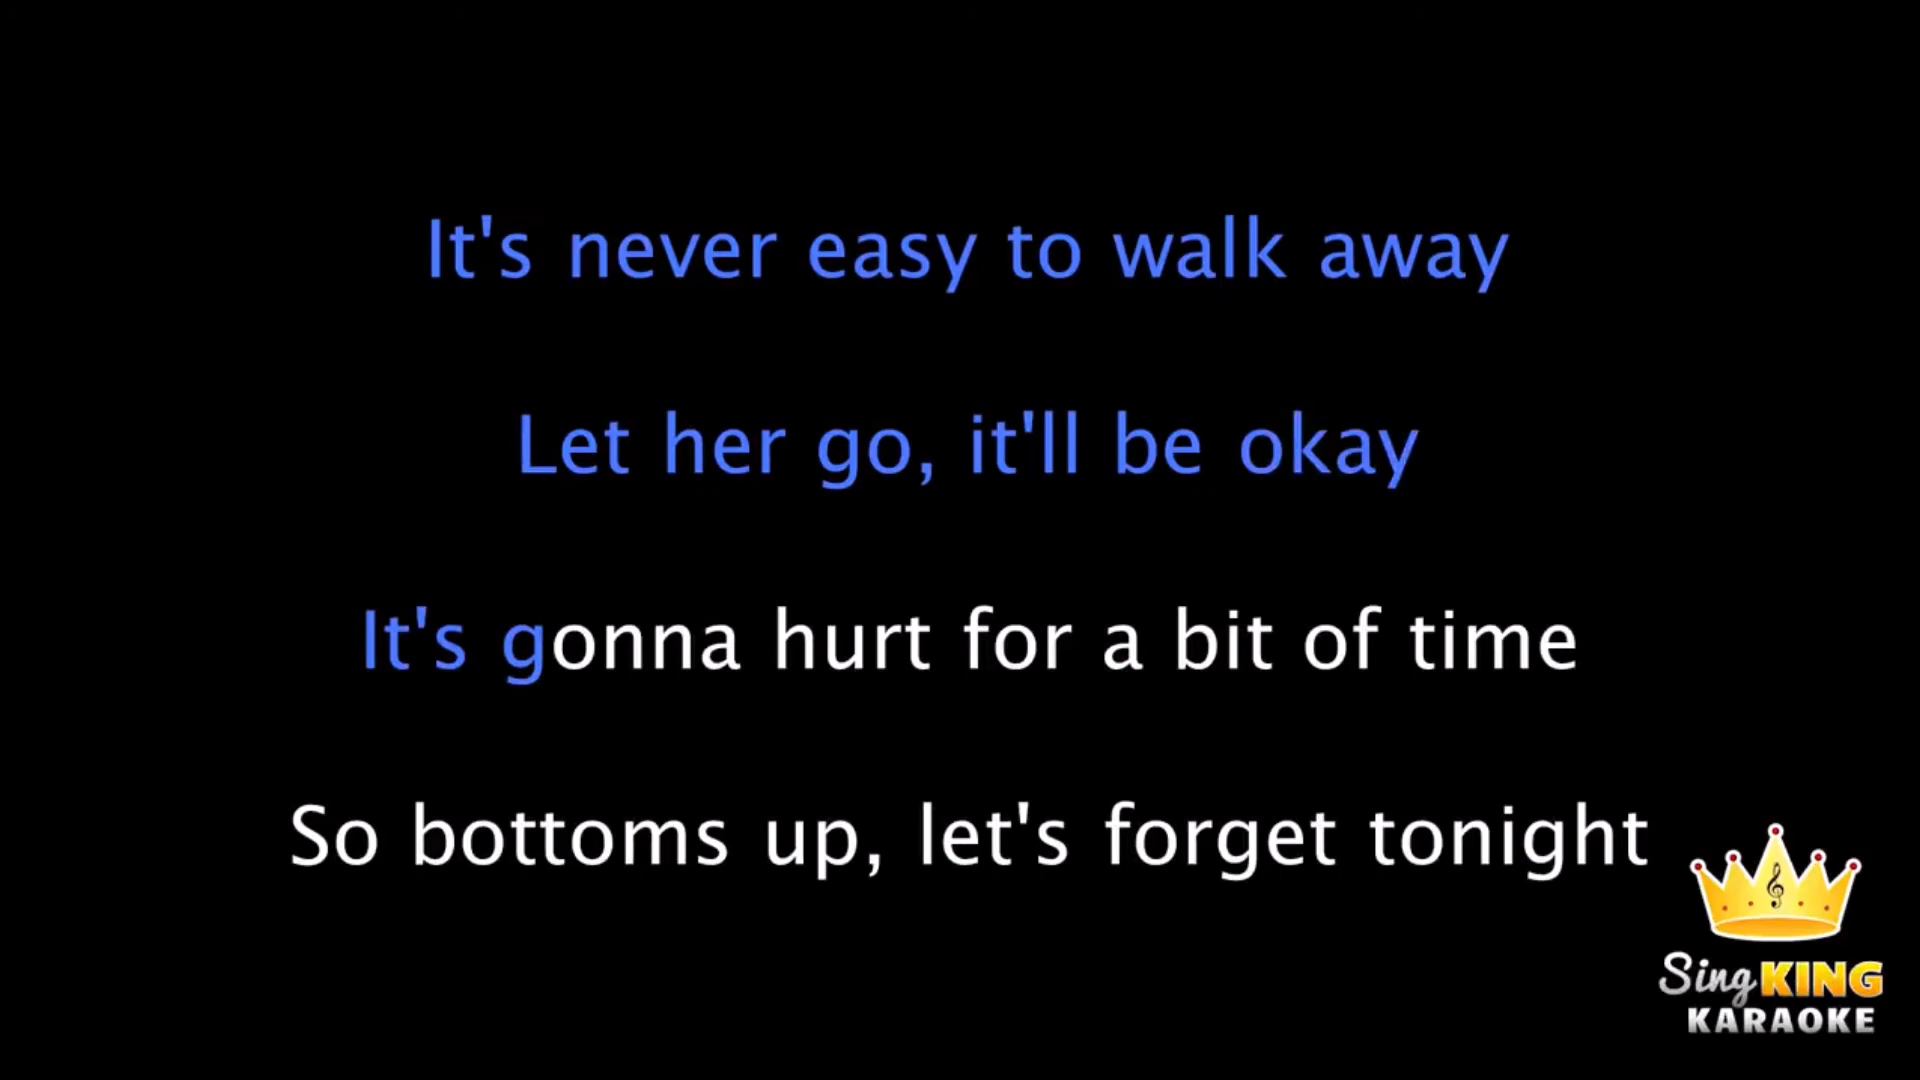 It's never easy to walk away
Let her go, it'll be okay
It's gonna hurt for a bit of time
So bottoms up, let's forget tonight
Sing KING
KARAOKE